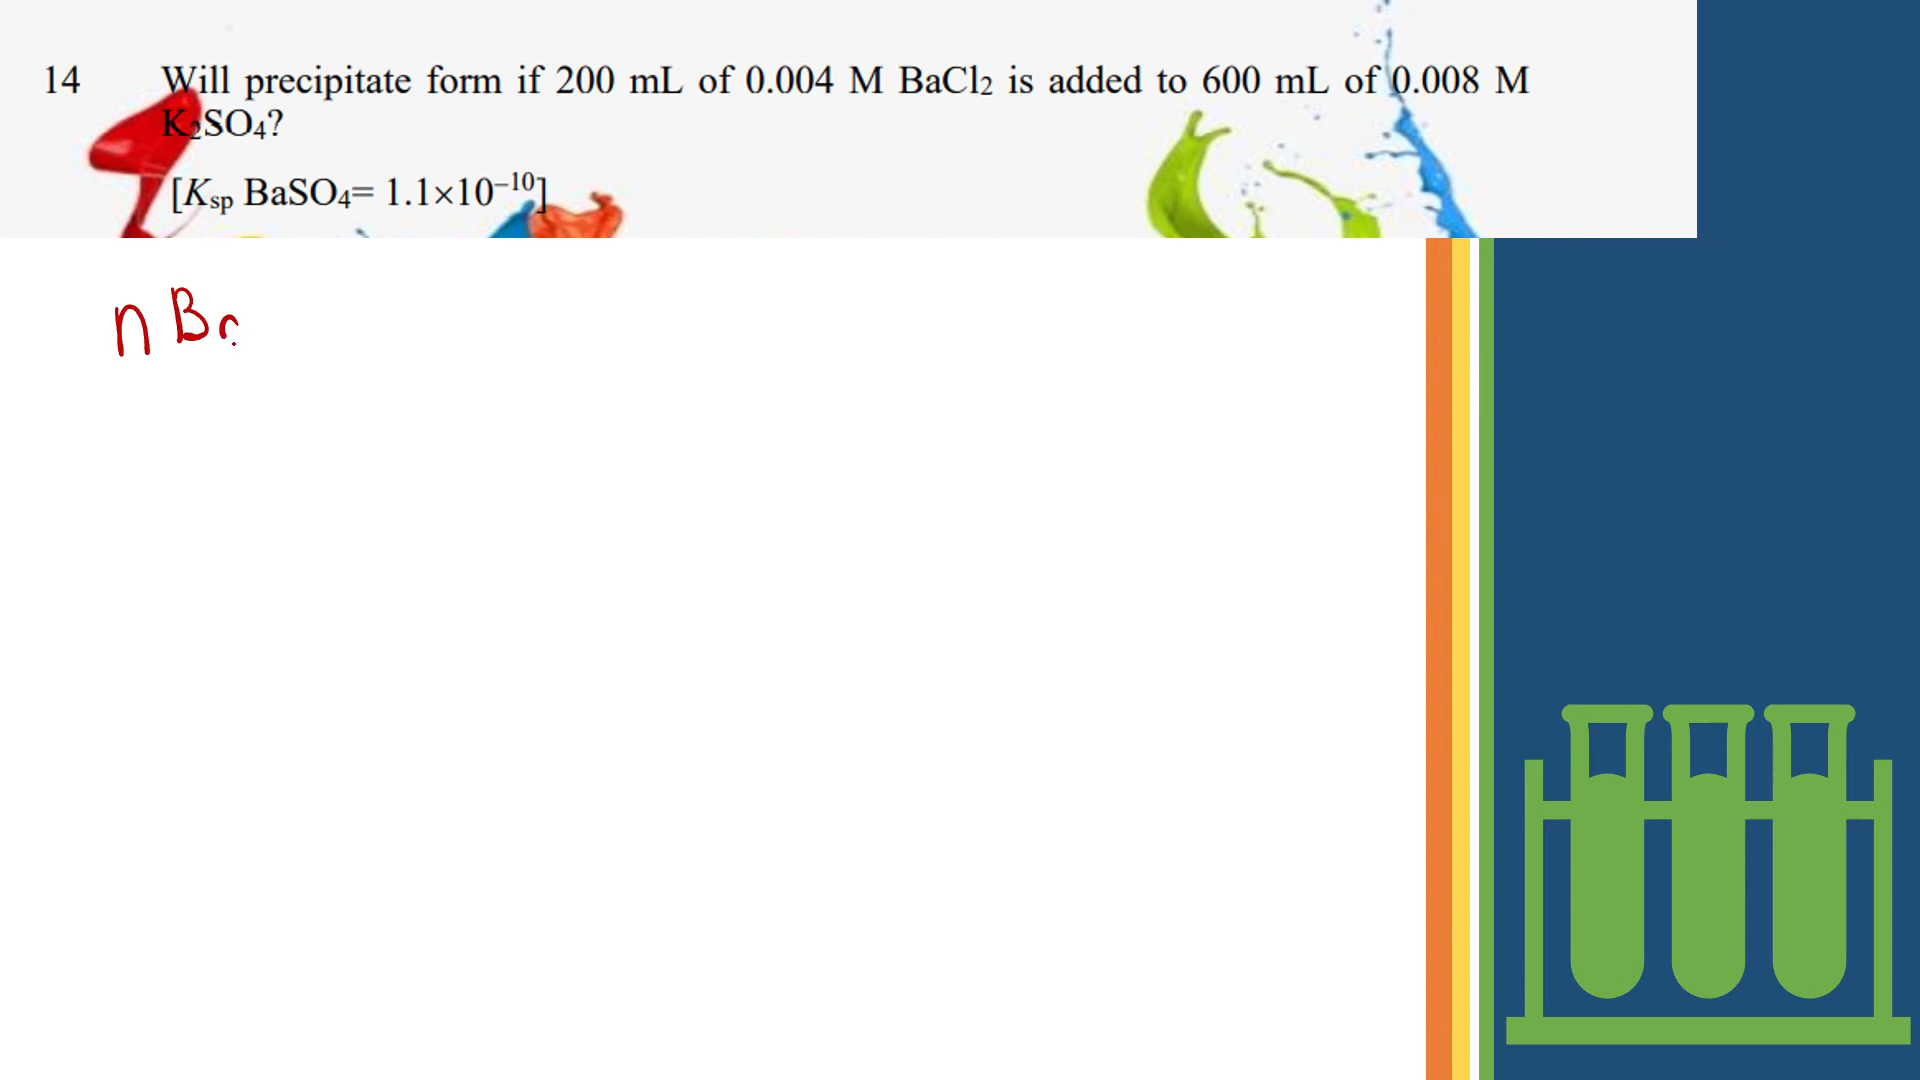 14 Will precipitate form if 200 mL of 0.004 M BaCl2 is added to 600 mL of 0.008 M
K2SO4?
[Ksp BaSO4= 1.1×10−10]
n Ba